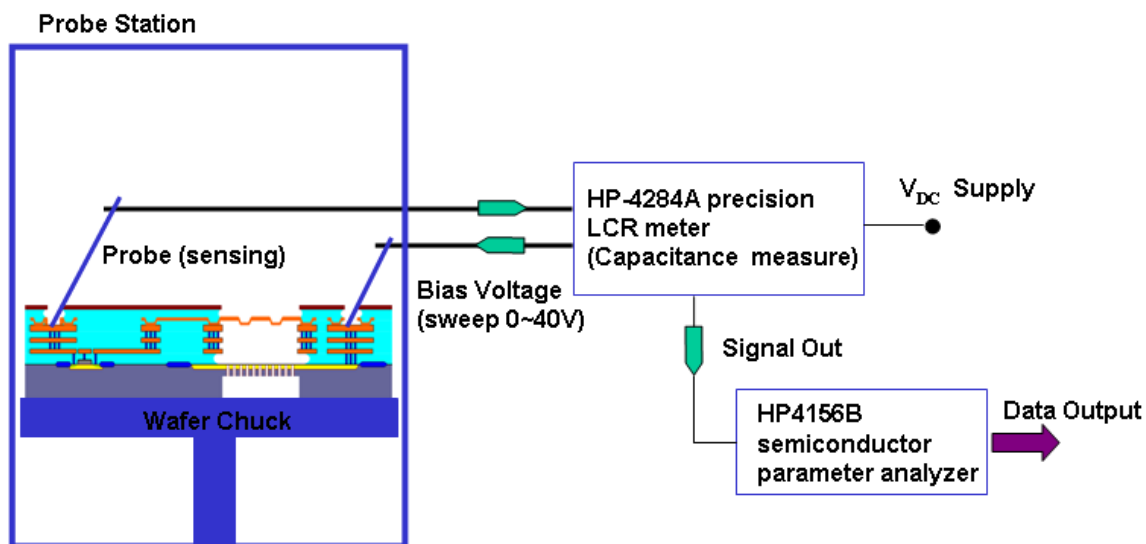 Probe Station
Probe (sensing)
Bias Voltage
(sweep 0~40V)
Wafer Chuck
HP-4284A precision
LCR meter
(Capacitance measure)
VDC Supply
Signal Out
HP4156B
semiconductor
parameter analyzer
Data Output